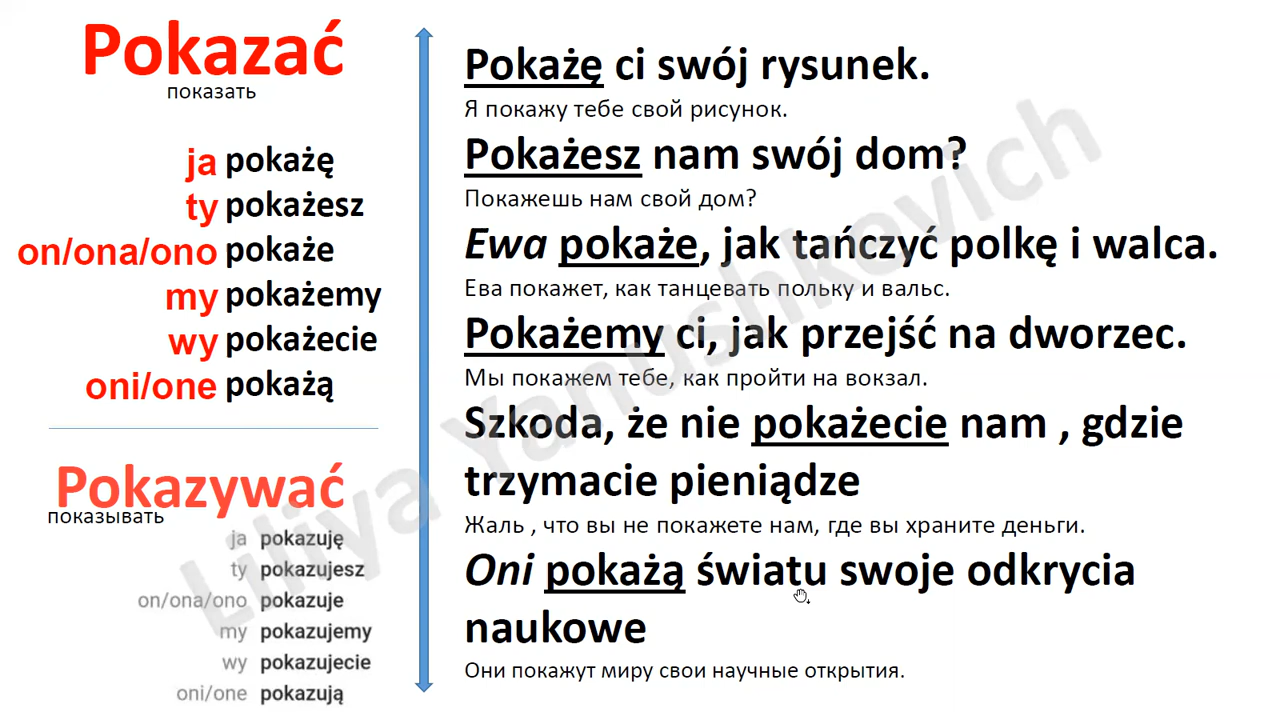 Pokazać
показать
ja pokażę
ty pokażesz
on/ona/ono pokaże
my pokażemy
wy pokażecie
oni/one pokażą
Pokazywać
показывать
ja pokazuję
ty pokazujesz
on/ona/ono pokazuje
my pokazujemy
wy pokazujecie
oni/one pokazują
Pokażę ci swój rysunek.
Я покажу тебе свой рисунок.
Pokażesz nam swój dom?
Покажешь нам свой дом?
Ewa pokaże, jak tańczyć polkę i walca.
Ева покажет, как танцевать польку и вальс.
Pokażemy ci, jak przejść na dworzec.
Мы покажем тебе, как пройти на вокзал.
Szkoda, że nie pokażecie nam , gdzie
trzymacie pieniądze
Жаль , что вы не покажете нам, где вы храните деньги.
Oni pokażą światu swoje odkrycia
naukowe
Они покажут миру свои научные открытия.
Liliya Yanushkovich